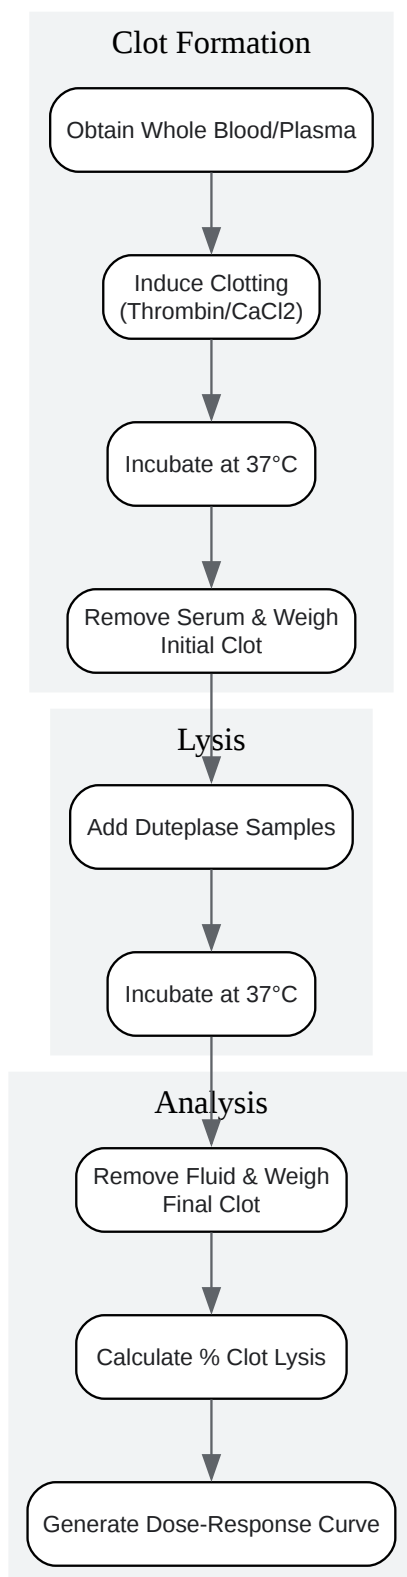 Clot Formation
Obtain Whole Blood/Plasma
Induce Clotting
(Thrombin/CaCl2)
Incubate at 37°C
Remove Serum & Weigh
Initial Clot
Lysis
Add Duteplase Samples
Incubate at 37°C
Analysis
Remove Fluid & Weigh
Final Clot
Calculate % Clot Lysis
Generate Dose-Response Curve